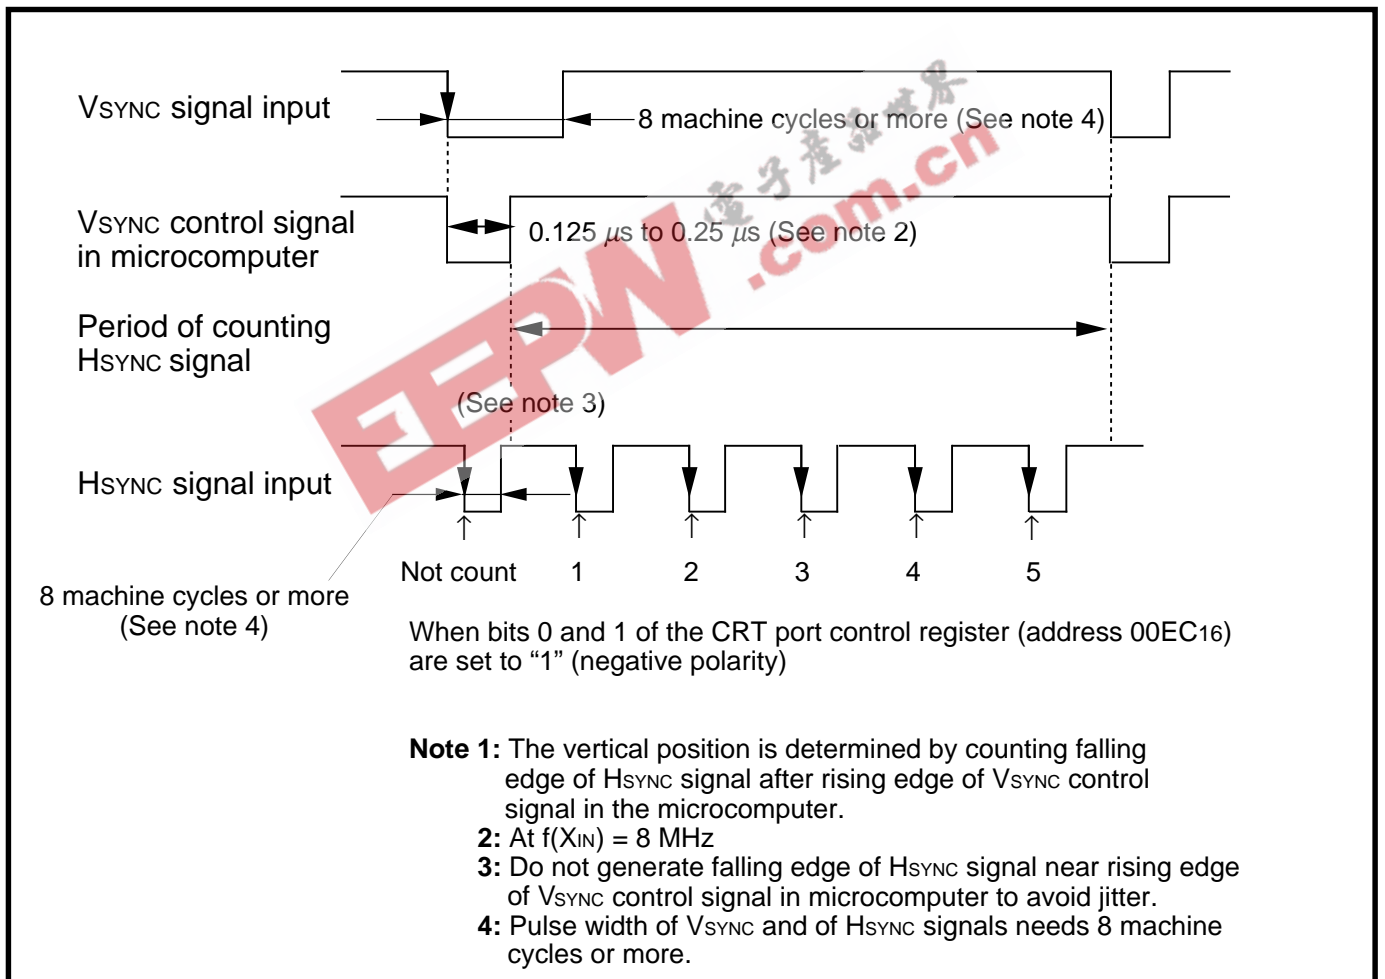 VSYNC signal input
8 machine cycles or more (See note 4)
電子產品世界
EEPW.com.cn
VSYNC control signal
in microcomputer
0.125 μs to 0.25 μs (See note 2)
Period of counting
HSYNC signal
(See note 3)
HSYNC signal input
Not count 1 2 3 4 5
8 machine cycles or more
(See note 4)
When bits 0 and 1 of the CRT port control register (address 00EC16)
are set to “1” (negative polarity)
Note 1: The vertical position is determined by counting falling
edge of HSYNC signal after rising edge of VSYNC control
signal in the microcomputer.
2: At f(XIN) = 8 MHz
3: Do not generate falling edge of HSYNC signal near rising edge
of VSYNC control signal in microcomputer to avoid jitter.
4: Pulse width of VSYNC and of HSYNC signals needs 8 machine
cycles or more.